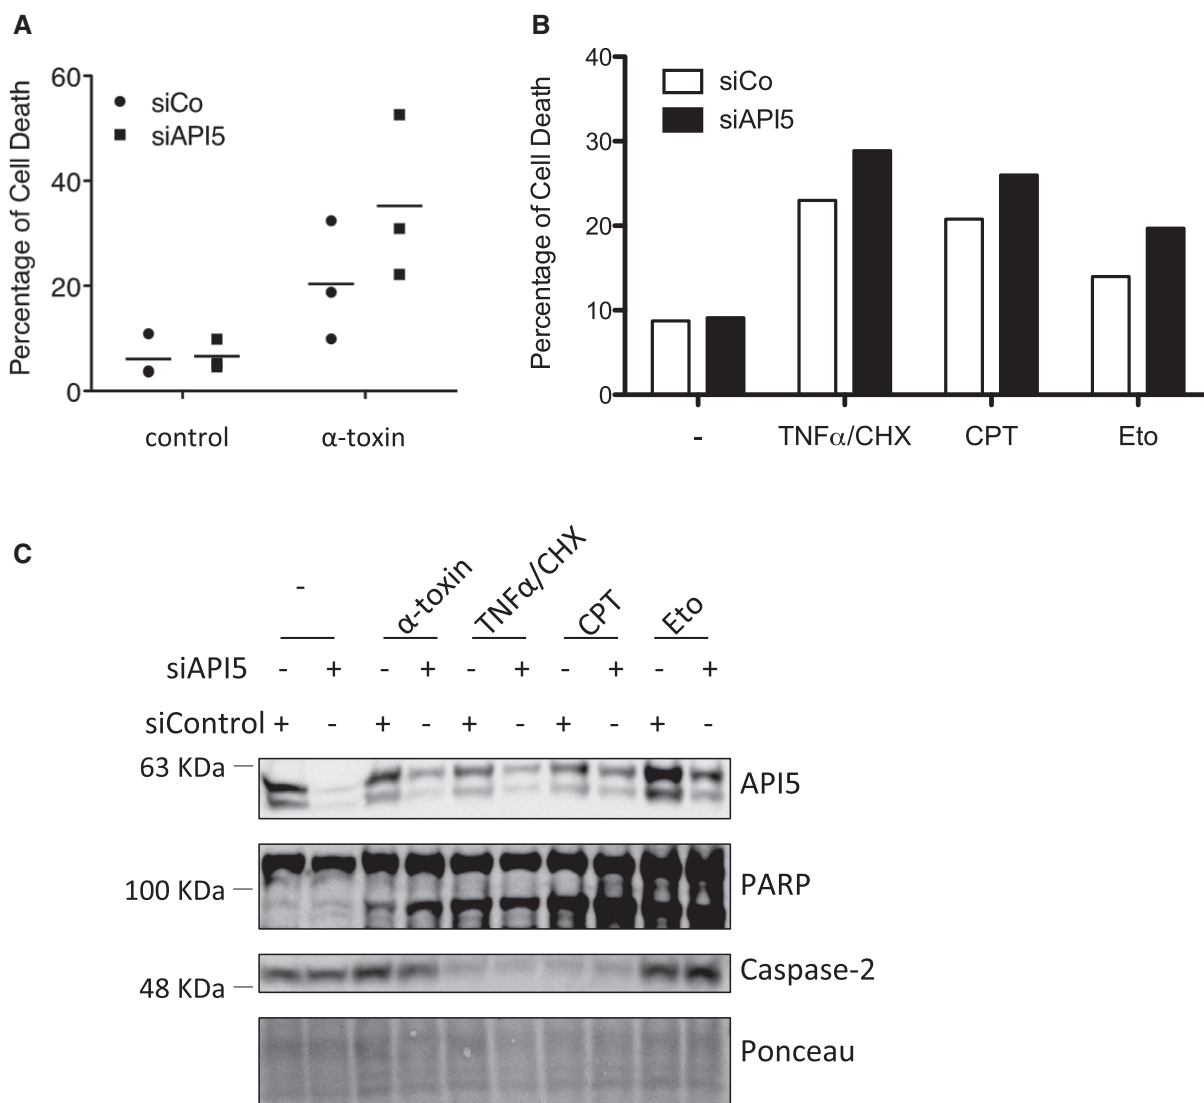 A
Percentage of Cell Death
60
40
20
0
siCo
siAPI5
control α-toxin
B
Percentage of Cell Death
40
30
20
10
0
siCo
siAPI5
- TNFα/CHX CPT Eto
C
- α-toxin TNFα/CHX CPT Eto
siAPI5 - + - + - + - + - +
siControl + - + - + - + - + -
63 KDa
API5
100 KDa
PARP
Caspase-2
48 KDa
Ponceau